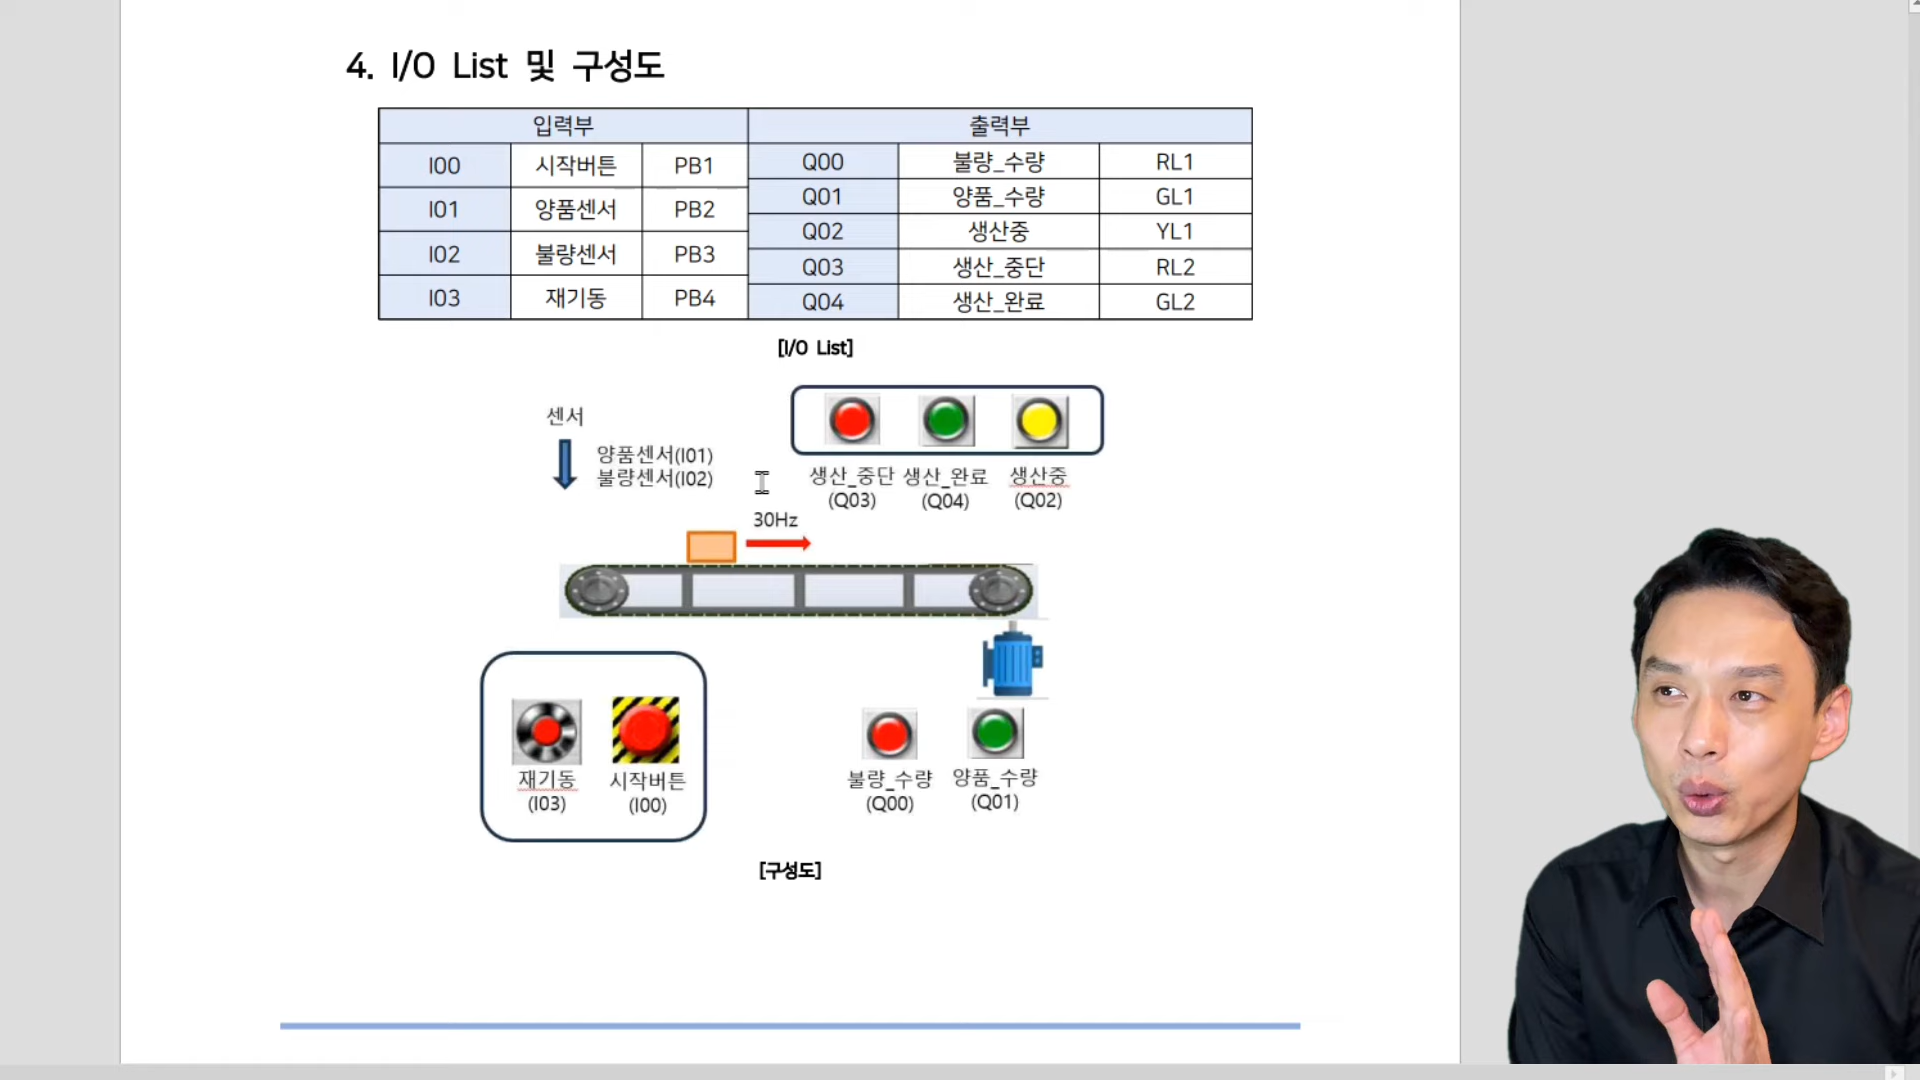 4. I/O List 및 구성도
입력부 출력부
I00 시작버튼 PB1
I01 양품센서 PB2
I02 불량센서 PB3
I03 재기동 PB4
Q00 불량_수량 RL1
Q01 양품_수량 GL1
Q02 생산중 YL1
Q03 생산_중단 RL2
Q04 생산_완료 GL2
[I/O List]
센서
양품센서(I01)
불량센서(I02)
생산_중단 생산_완료 생산중
(Q03) (Q04) (Q02)
30Hz
재기동 시작버튼
(I03) (I00)
불량_수량 양품_수량
(Q00) (Q01)
[구성도]